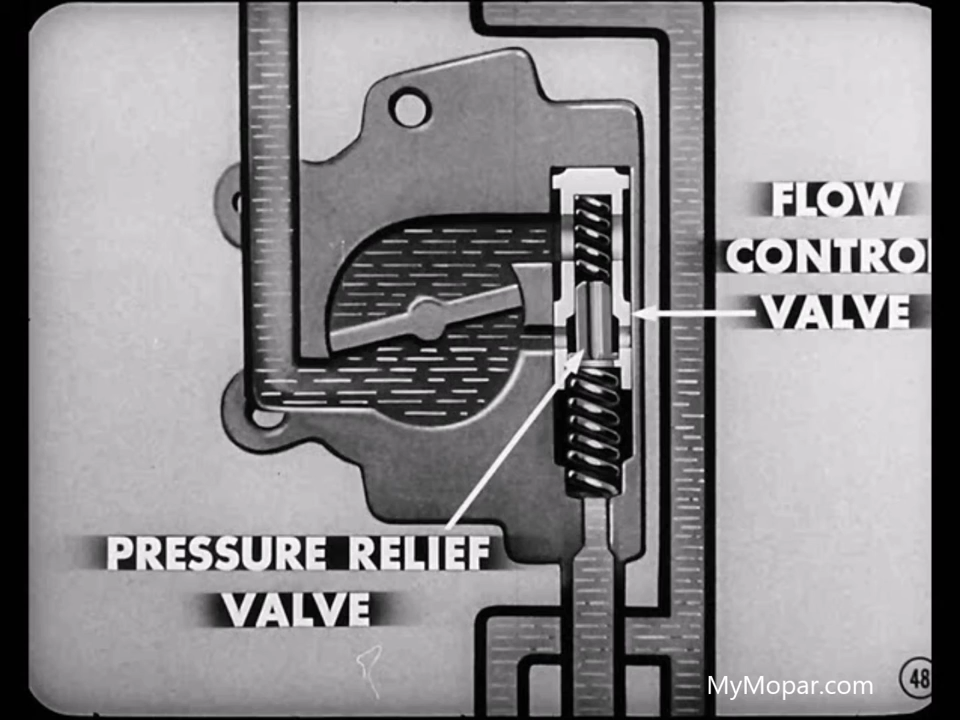 FLOW
CONTRO
VALVE
PRESSURE RELIEF
VALVE
48
MyMopar.com